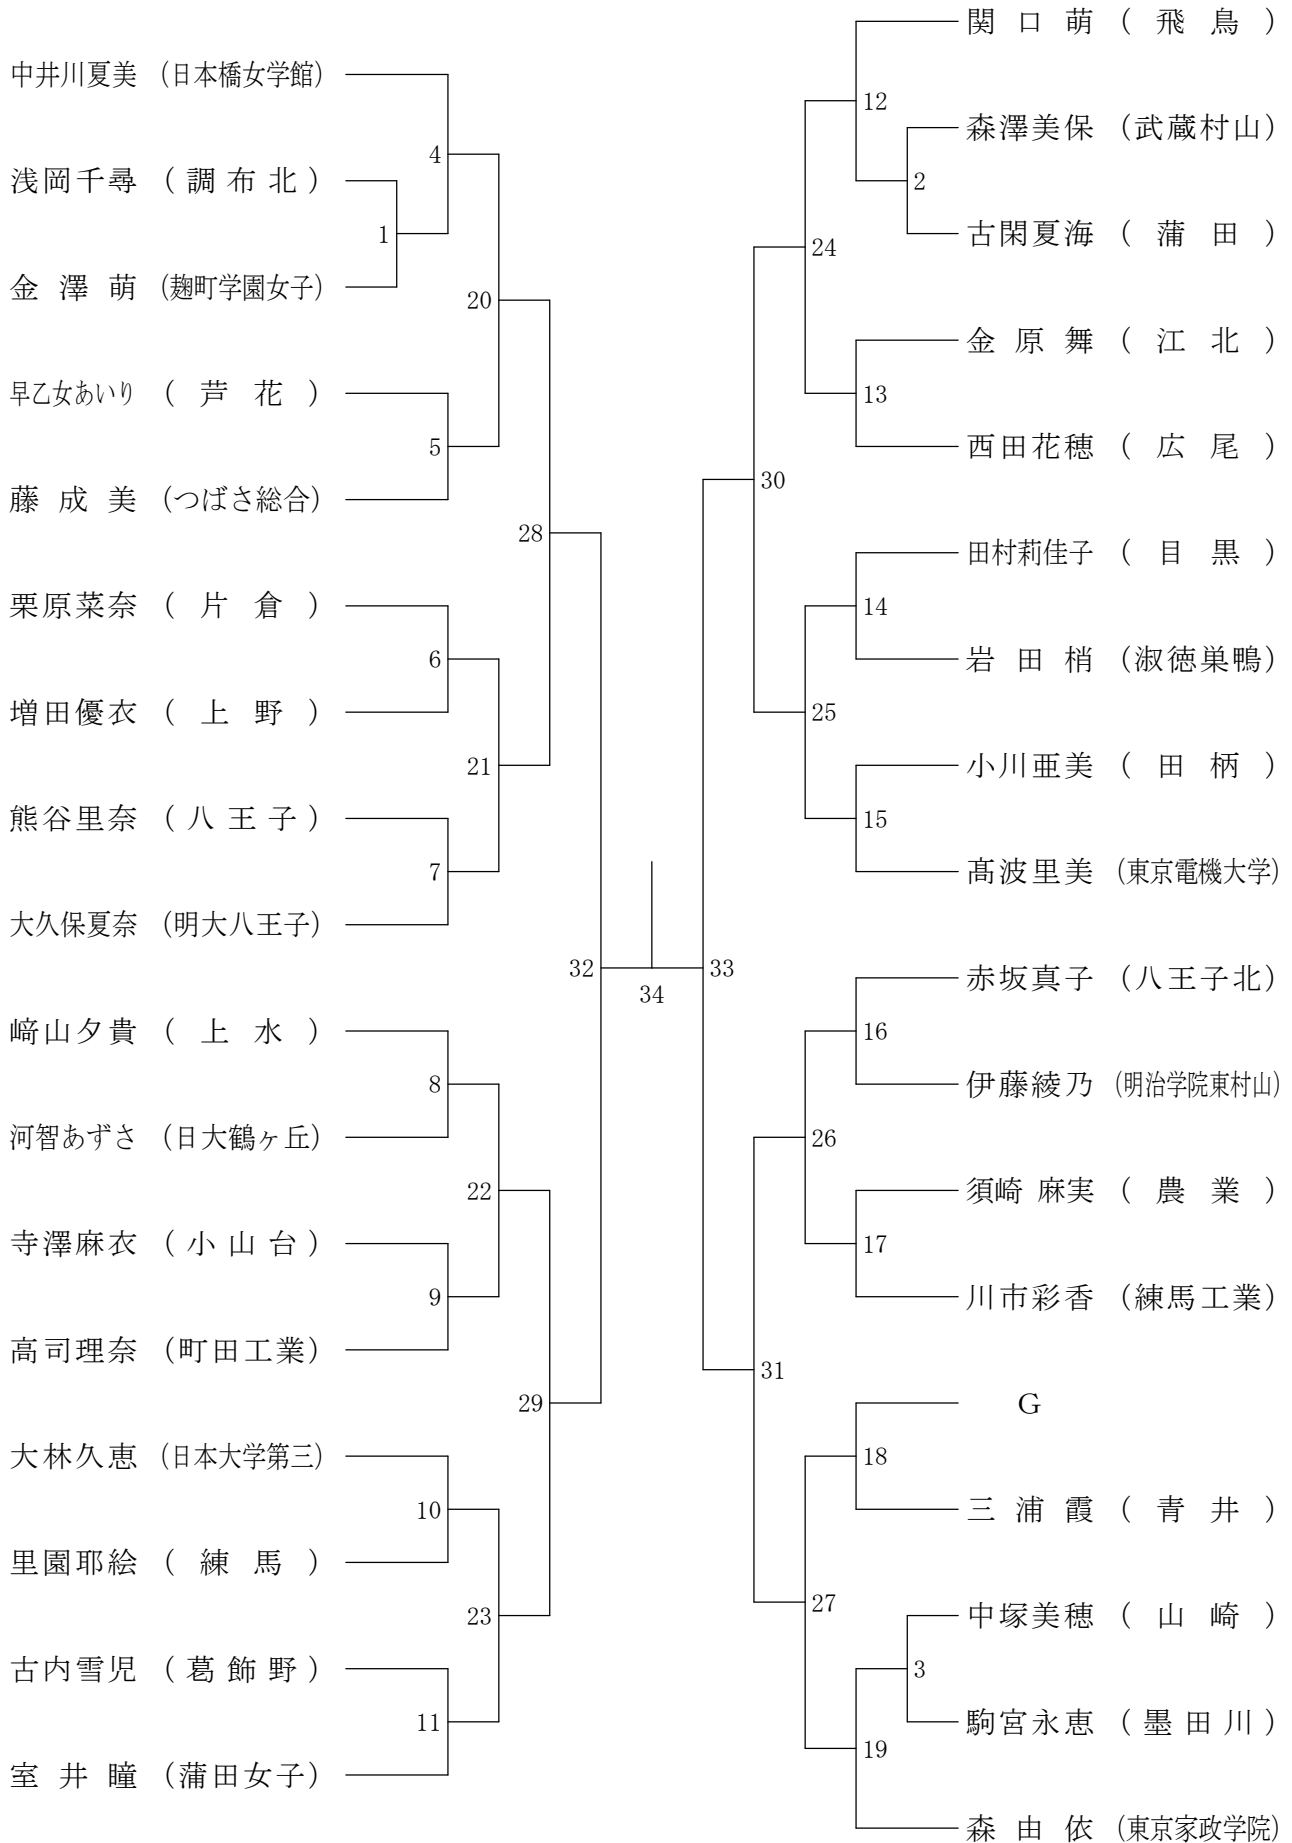 中井川夏美 (日本橋女学館)
浅岡千尋 (調布北)
金澤萌 (麹町学園女子)
早乙女あいり (芦花)
藤成美 (つばさ総合)
栗原菜奈 (片倉)
増田優衣 (上野)
熊谷里奈 (八王子)
大久保夏奈 (明大八王子)
﨑山夕貴 (上水)
河智あずさ (日大鶴ヶ丘)
寺澤麻衣 (小山台)
高司理奈 (町田工業)
大林久恵 (日本大学第三)
里園耶絵 (練馬)
古内雪児 (葛飾野)
室井瞳 (蒲田女子)
1
4
5
6
7
8
9
10
11
20
21
22
23
28
29
32
34
33
30
31
24
25
26
27
12
13
14
15
16
17
18
19
2
3
関口萌 (飛鳥)
森澤美保 (武蔵村山)
古閑夏海 (蒲田)
金原舞 (江北)
西田花穂 (広尾)
田村莉佳子 (目黒)
岩田梢 (淑徳巣鴨)
小川亜美 (田柄)
髙波里美 (東京電機大学)
赤坂真子 (八王子北)
伊藤綾乃 (明治学院東村山)
須崎 麻実 (農業)
川市彩香 (練馬工業)
G
三浦霞 (青井)
中塚美穂 (山崎)
駒宮永恵 (墨田川)
森由依 (東京家政学院)